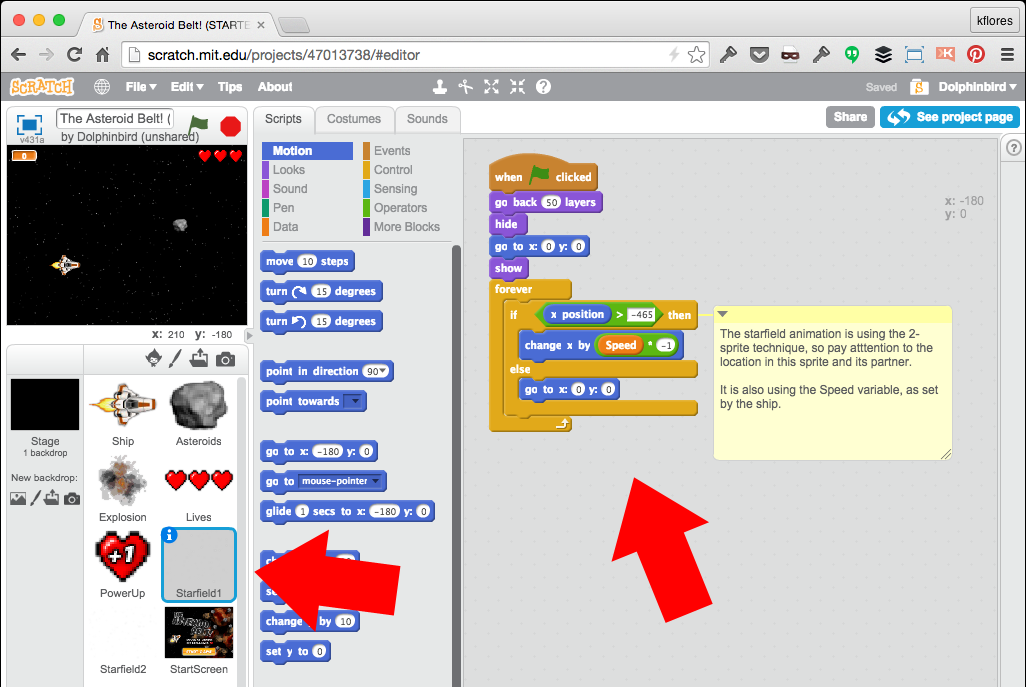 The Asteroid Belt! (STARTE
kflores
scratch.mit.edu/projects/47013738/#editor
SCRATCH
File
Edit
Tips
About
Saved
Dolphinbird
v431a
The Asteroid Belt! (
by Dolphinbird (unshared)
Scripts
Costumes
Sounds
Share
See project page
0
Motion
Events
Looks
Control
Sound
Sensing
Pen
Operators
Data
More Blocks
x: -180
y: 0
x: 210 y: -180
move 10 steps
turn 15 degrees
turn 15 degrees
point in direction 90
point towards
go to x: -180 y: 0
go to mouse-pointer
glide 1 secs to x: -180 y: 0
change y by 10
set y to 0
when clicked
go back 50 layers
hide
go to x: 0 y: 0
show
forever
if x position > -465 then
change x by Speed * -1
else
go to x: 0 y: 0
The starfield animation is using the 2-
sprite technique, so pay atttention to the
location in this sprite and its partner.
It is also using the Speed variable, as set
by the ship.
Stage
1 backdrop
New backdrop:
Ship
Asteroids
Explosion
Lives
+1
PowerUp
Starfield1
Starfield2
StartScreen